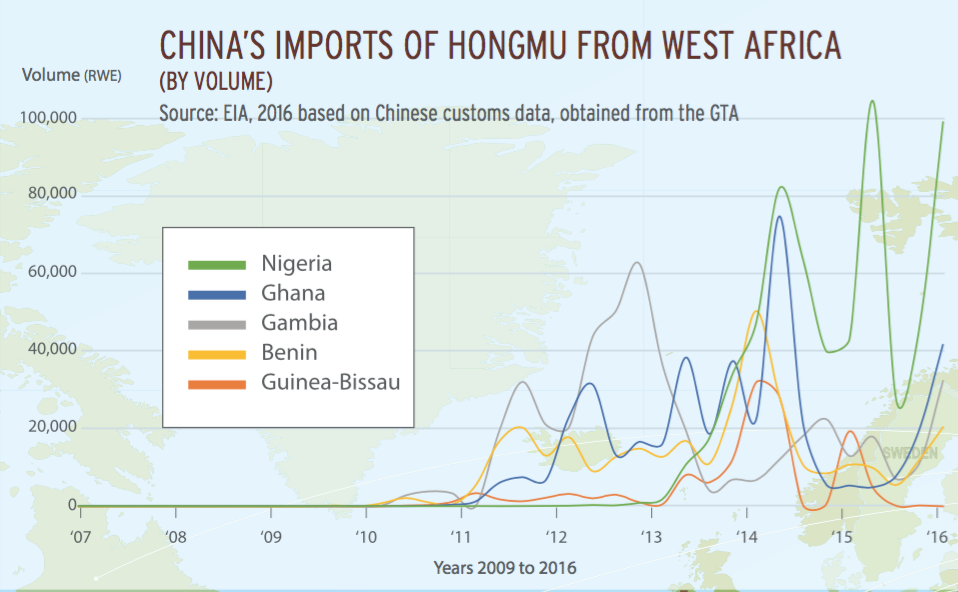 CHINA'S IMPORTS OF HONGMU FROM WEST AFRICA
(BY VOLUME)
Volume (RWE)
Source: EIA, 2016 based on Chinese customs data, obtained from the GTA
100,000
80,000
60,000
40,000
20,000
0
Nigeria
Ghana
Gambia
Benin
Guinea-Bissau
SWEDEN
'07 '08 '09 '10 '11 '12 '13 '14 '15 '16
Years 2009 to 2016